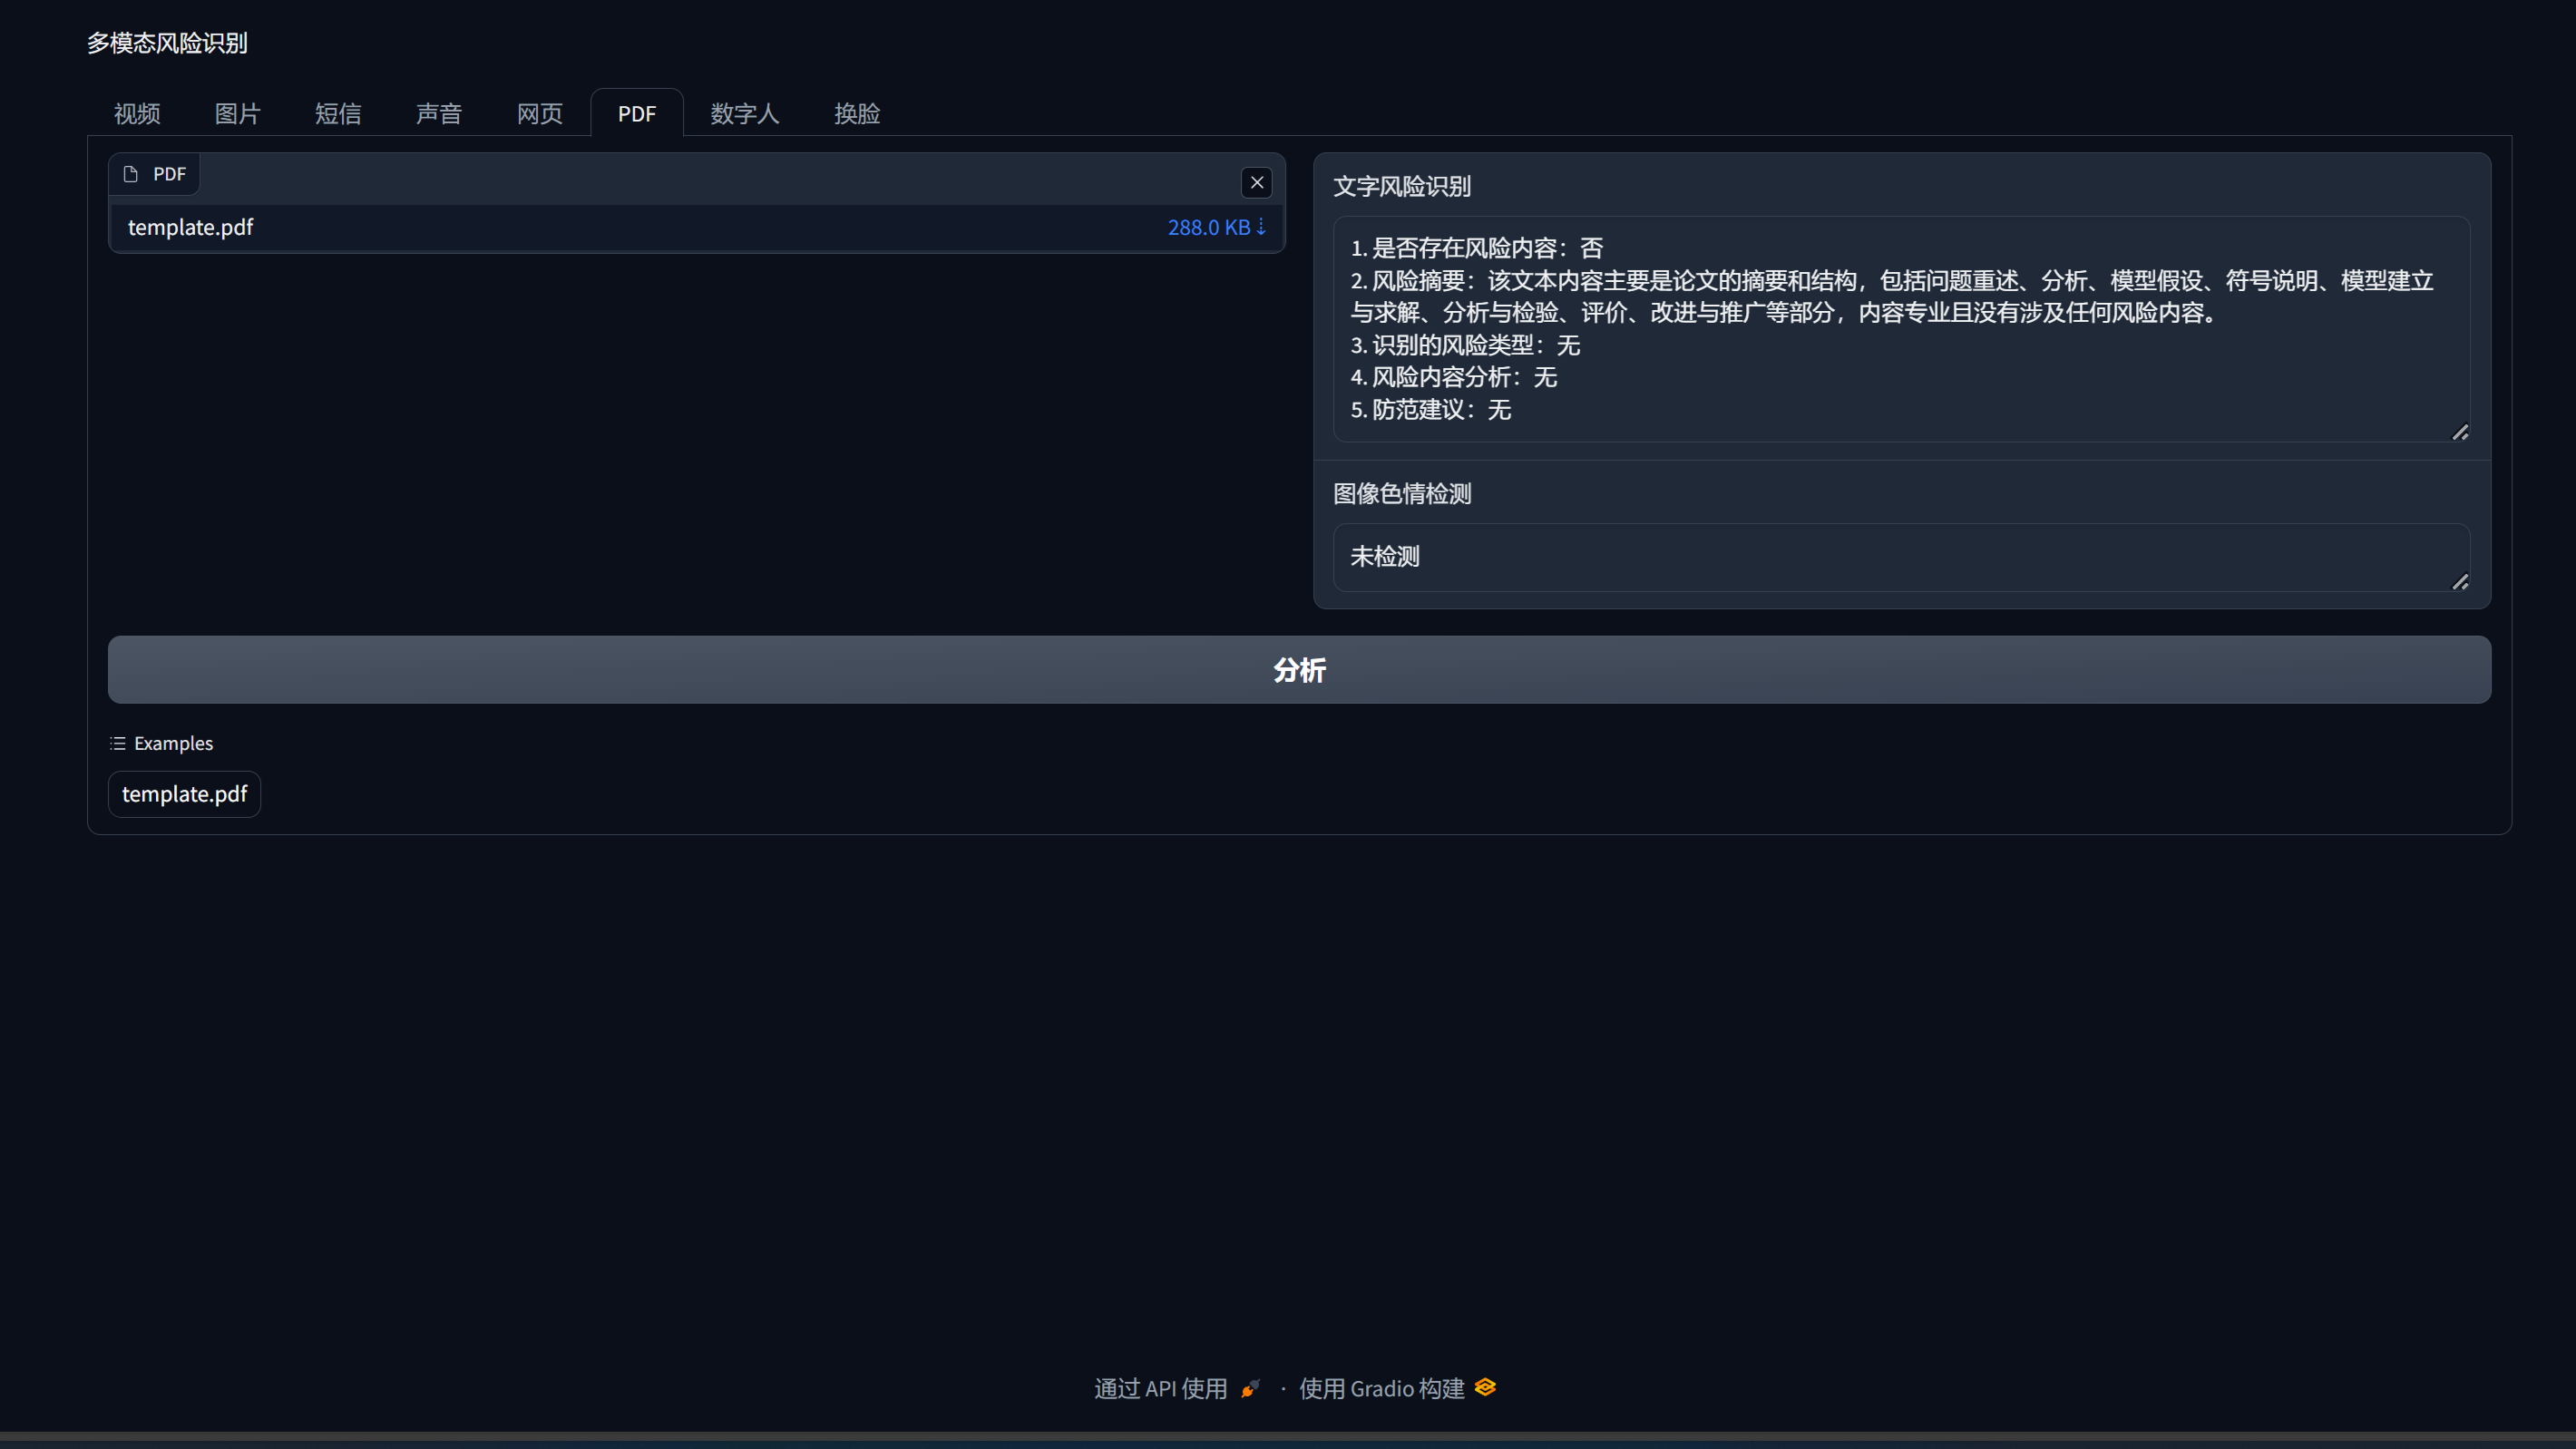 多模态风险识别
视频 图片 短信 声音 网页 PDF 数字人 换脸
PDF
template.pdf 288.0 KB ↓
文字风险识别
1. 是否存在风险内容：否
2. 风险摘要：该文本内容主要是论文的摘要和结构，包括问题重述、分析、模型假设、符号说明、模型建立
与求解、分析与检验、评价、改进与推广等部分，内容专业且没有涉及任何风险内容。
3. 识别的风险类型：无
4. 风险内容分析：无
5. 防范建议：无
图像色情检测
未检测
分析
Examples
template.pdf
通过 API 使用 · 使用 Gradio 构建